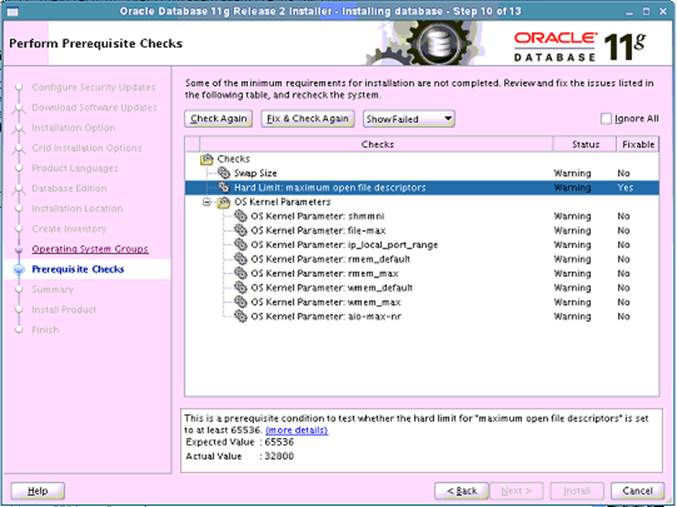 Oracle Database 11g Release 2 Installer - Installing database - Step 10 of 13
Perform Prerequisite Checks
ORACLE
DATABASE
11g
Configure Security Updates
Download Software Updates
Installation Option
Grid Installation Options
Product Languages
Database Edition
Installation Location
Create Inventory
Operating System Groups
Prerequisite Checks
Summary
Install Product
Finish
Some of the minimum requirements for installation are not completed. Review and fix the issues listed in
the following table, and recheck the system.
Check Again
Fix & Check Again
Show Failed
Ignore All
Checks Status Fixable
Checks
Swap Size Warning No
Hard Limit: maximum open file descriptors Warning Yes
OS Kernel Parameters
OS Kernel Parameter: shmmni Warning No
OS Kernel Parameter: file-max Warning No
OS Kernel Parameter: ip_local_port_range Warning No
OS Kernel Parameter: rmem_default Warning No
OS Kernel Parameter: rmem_max Warning No
OS Kernel Parameter: wmem_default Warning No
OS Kernel Parameter: wmem_max Warning No
OS Kernel Parameter: aio-max-nr Warning No
This is a prerequisite condition to test whether the hard limit for "maximum open file descriptors" is set
to at least 65536. (more details)
Expected Value : 65536
Actual Value : 32800
Help
< Back
Next >
Install
Cancel